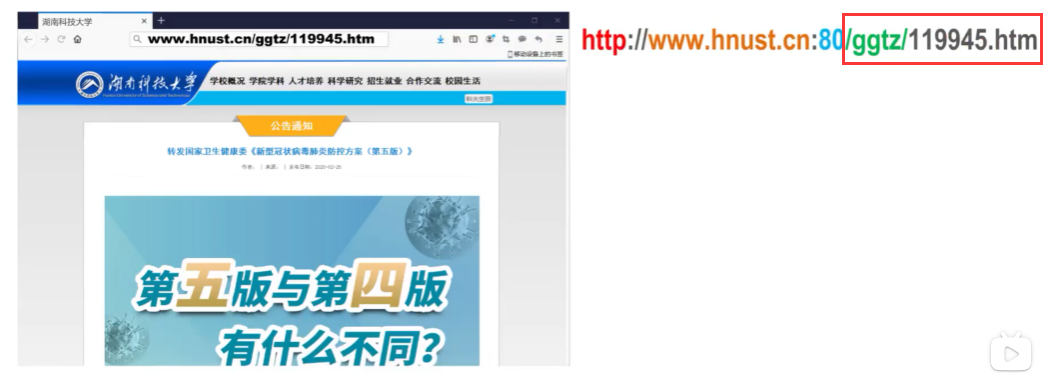 湖南科技大学
www.hnust.cn/ggtz/119945.htm
移动设备上的书签
湖南科技大学
学校概况 学院学科 人才培养 科学研究 招生就业 合作交流 校园生活
公告通知
转发国家卫生健康委《新型冠状病毒肺炎防控方案（第五版）》
作者： | 来源： | 发布日期：2020-02-25
第五版与第四版
有什么不同?
http://www.hnust.cn:80/ggtz/119945.htm